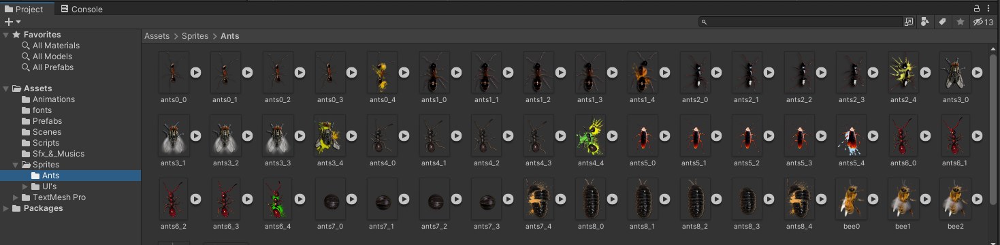 Project
Console
13
Favorites
All Materials
All Models
All Prefabs
Assets
Animations
fonts
Prefabs
Scenes
Scripts
Sfx_&_Musics
Sprites
Ants
UI's
TextMesh Pro
Packages
Assets > Sprites > Ants
ants0_0 ants0_1 ants0_2 ants0_3 ants0_4 ants1_0 ants1_1 ants1_2 ants1_3 ants1_4 ants2_0 ants2_1 ants2_2 ants2_3 ants2_4 ants3_0
ants3_1 ants3_2 ants3_3 ants3_4 ants4_0 ants4_1 ants4_2 ants4_3 ants4_4 ants5_0 ants5_1 ants5_2 ants5_3 ants5_4 ants6_0 ants6_1
ants6_2 ants6_3 ants6_4 ants7_0 ants7_1 ants7_2 ants7_3 ants7_4 ants8_0 ants8_1 ants8_2 ants8_3 ants8_4 bee0 bee1 bee2